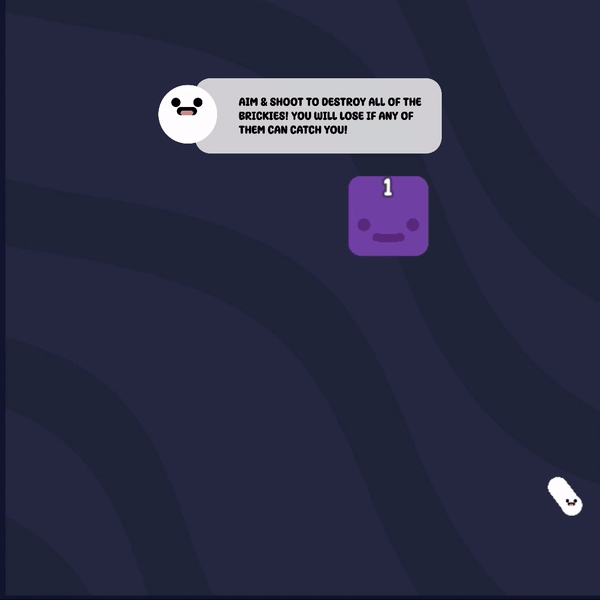 AIM & SHOOT TO DESTROY ALL OF THE
BRICKIES! YOU WILL LOSE IF ANY OF
THEM CAN CATCH YOU!
1